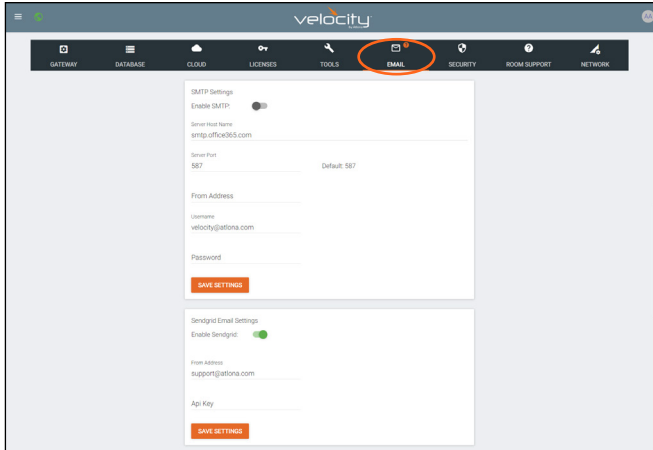 velocity
GATEWAY DATABASE CLOUD LICENSES TOOLS EMAIL SECURITY ROOM SUPPORT NETWORK
SMTP Settings
Enable SMTP:
Server Host Name
smtp.office365.com
Server Port
587 Default: 587
From Address
Username
velocity@atlona.com
Password
SAVE SETTINGS
Sendgrid Email Settings
Enable Sendgrid:
From Address
support@atlona.com
Api Key
SAVE SETTINGS